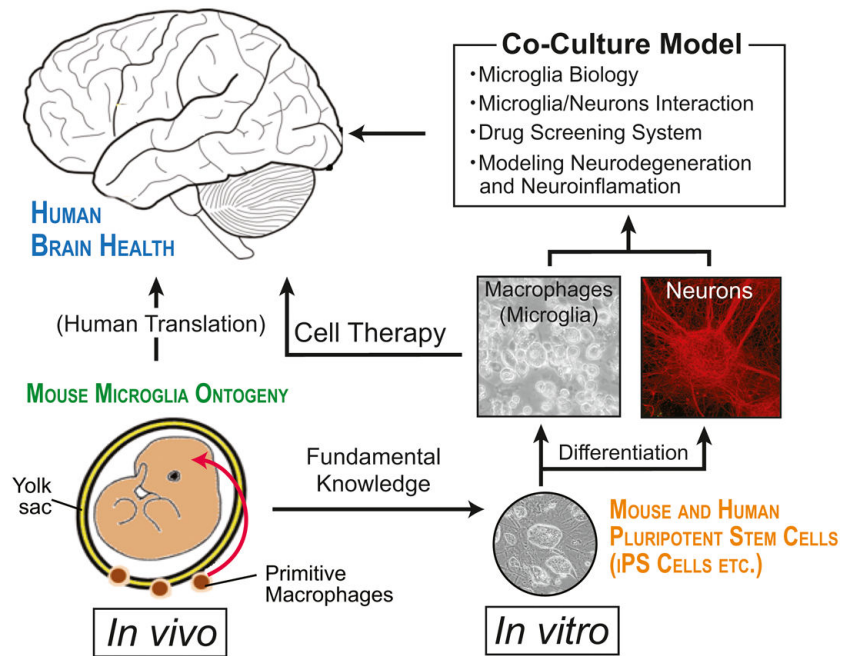 Co-Culture Model
・Microglia Biology
・Microglia/Neurons Interaction
・Drug Screening System
・Modeling Neurodegeneration
and Neuroinflamation
HUMAN
BRAIN HEALTH
Macrophages
(Microglia)
Neurons
(Human Translation)
Cell Therapy
MOUSE MICROGLIA ONTOGENY
Differentiation
Fundamental
Knowledge
Yolk
sac
MOUSE AND HUMAN
PLURIPOTENT STEM CELLS
(iPS CELLS ETC.)
Primitive
Macrophages
In vivo
In vitro